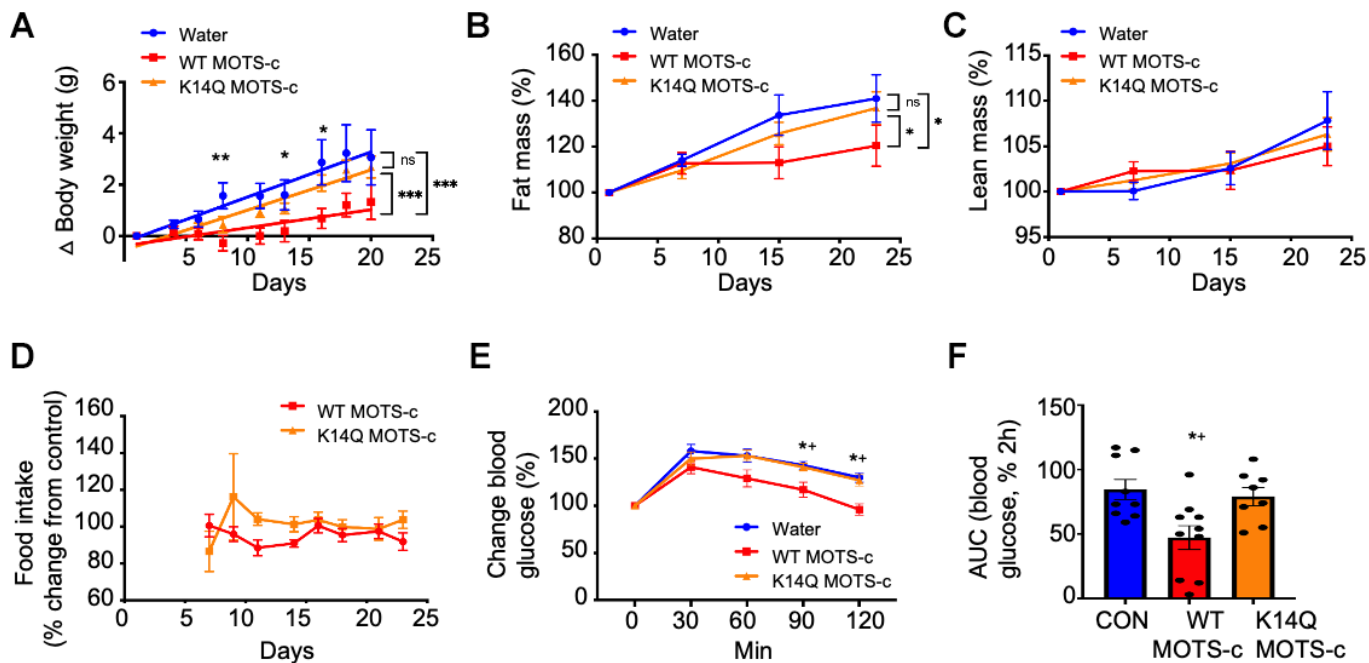 A
Water
WT MOTS-c
K14Q MOTS-c
Δ Body weight (g)
6
4
2
0
**
*
*
ns
***
***
0
5
10
15
20
25
Days
B
Water
WT MOTS-c
K14Q MOTS-c
Fat mass (%)
160
140
120
100
80
ns
*
*
0
5
10
15
20
25
Days
C
Water
WT MOTS-c
K14Q MOTS-c
Lean mass (%)
115
110
105
100
95
0
5
10
15
20
25
Days
D
WT MOTS-c
K14Q MOTS-c
Food intake
(% change from control)
160
140
120
100
80
60
0
5
10
15
20
25
Days
E
Change blood
glucose (%)
200
150
100
50
0
*+
*+
Water
WT MOTS-c
K14Q MOTS-c
0
30
60
90
120
Min
F
AUC (blood
glucose, % 2h)
150
100
50
0
*+
CON
WT
MOTS-c
K14Q
MOTS-c